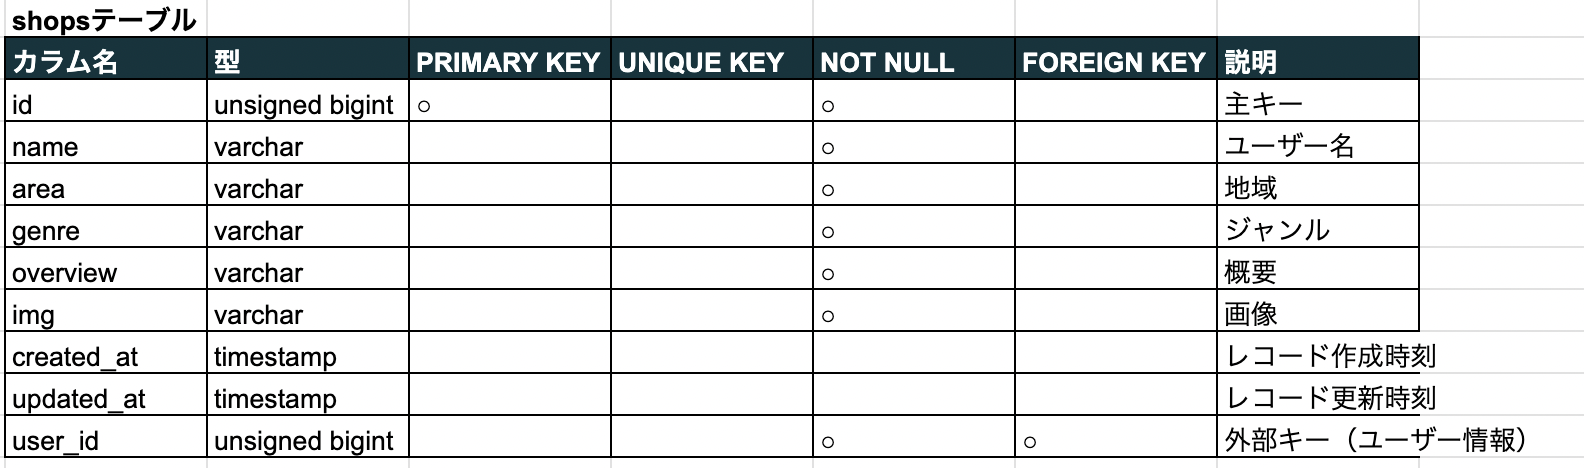 shopsテーブル
カラム名 型 PRIMARY KEY UNIQUE KEY NOT NULL FOREIGN KEY 説明
id unsigned bigint ○ ○ 主キー
name varchar ○ ユーザー名
area varchar ○ 地域
genre varchar ○ ジャンル
overview varchar ○ 概要
img varchar ○ 画像
created_at timestamp レコード作成時刻
updated_at timestamp レコード更新時刻
user_id unsigned bigint ○ ○ 外部キー（ユーザー情報）